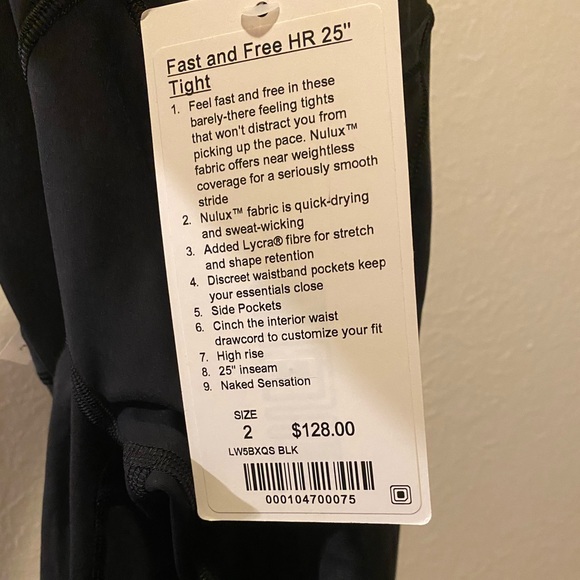 Fast and Free HR 25"
Tight
1. Feel fast and free in these
barely-there feeling tights
that won't distract you from
picking up the pace. Nulux™
fabric offers near weightless
coverage for a seriously smooth
stride
2. Nulux™ fabric is quick-drying
and sweat-wicking
3. Added Lycra® fibre for stretch
and shape retention
4. Discreet waistband pockets keep
your essentials close
5. Side Pockets
6. Cinch the interior waist
drawcord to customize your fit
7. High rise
8. 25" inseam
9. Naked Sensation
SIZE
2 $128.00
LW5BXQS BLK
000104700075